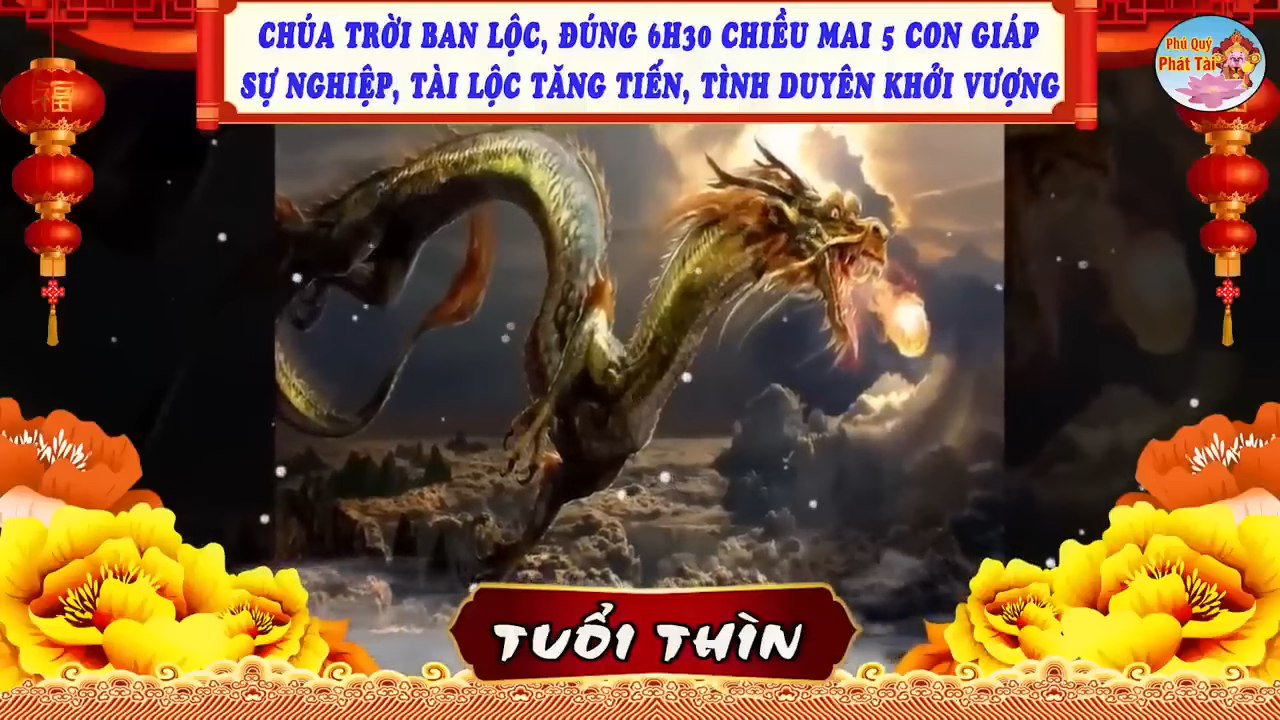 CHÚA TRỜI BAN LỘC, ĐÚNG 6H30 CHIỀU MAI 5 CON GIÁP
SỰ NGHIỆP, TÀI LỘC TĂNG TIẾN, TÌNH DUYÊN KHỞI VƯỢNG
Phú Quý
Phát Tài
福
TUỔI THÌN